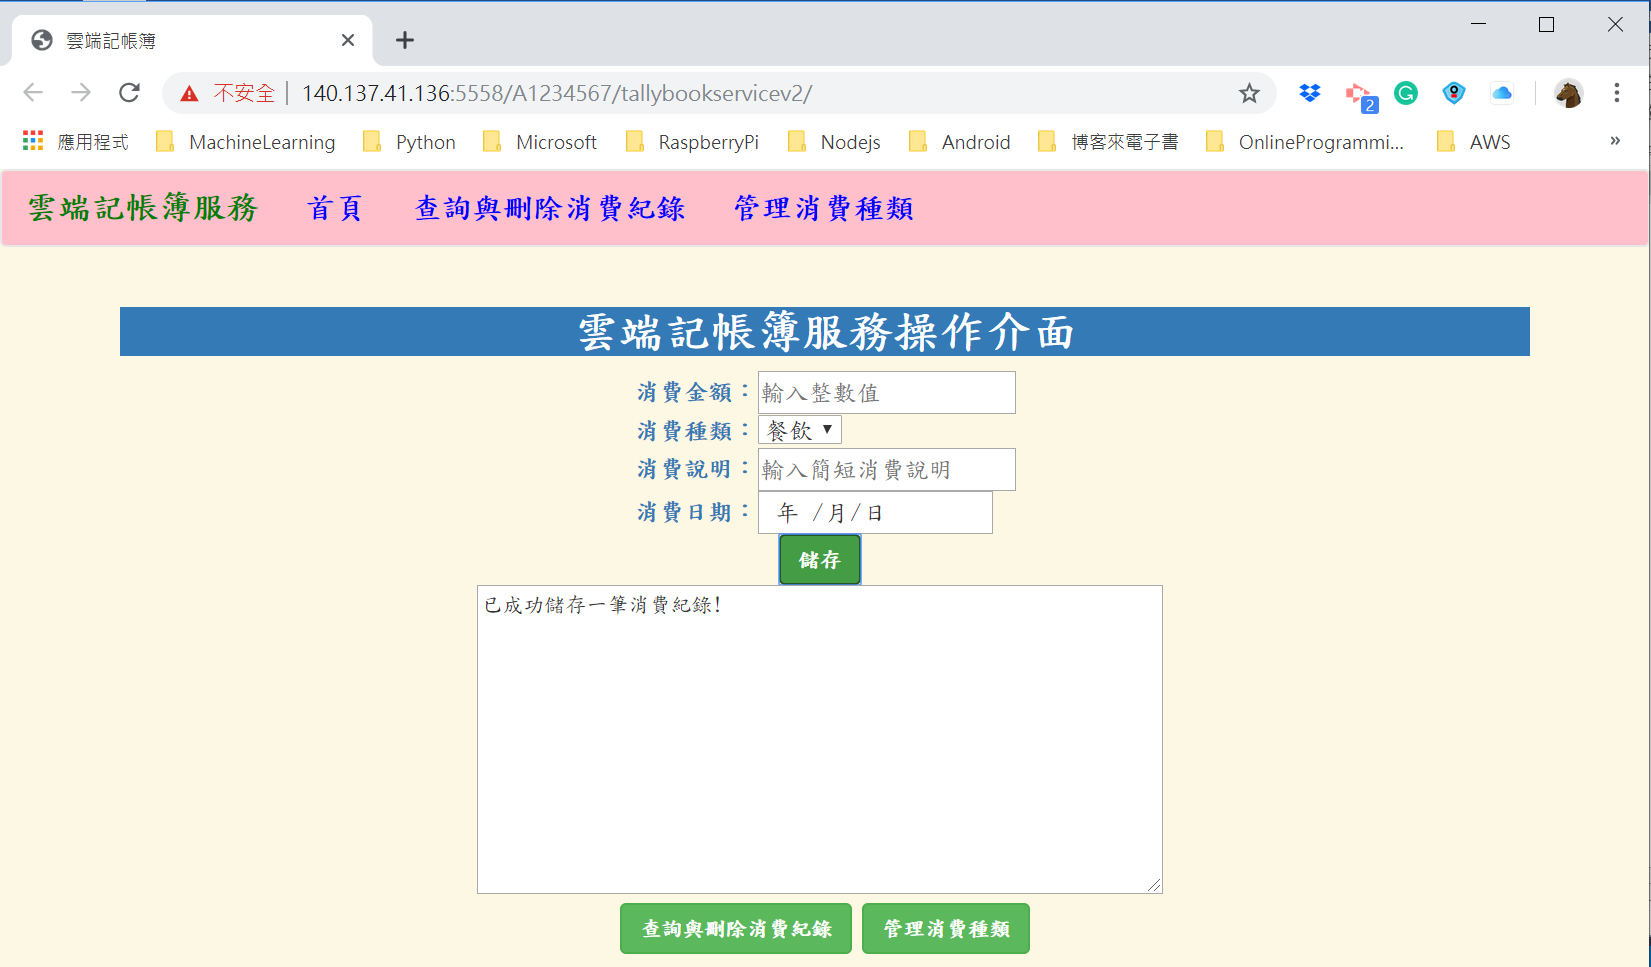 雲端記帳簿
不安全 | 140.137.41.136:5558/A1234567/tallybookservicev2/
2
應用程式 MachineLearning Python Microsoft RaspberryPi Nodejs Android 博客來電子書 OnlineProgrammi... AWS »
雲端記帳簿服務 首頁 查詢與刪除消費紀錄 管理消費種類
雲端記帳簿服務操作介面
消費金額：輸入整數值
消費種類：餐飲
消費說明：輸入簡短消費說明
消費日期：年 /月/日
儲存
已成功儲存一筆消費紀錄!
查詢與刪除消費紀錄 管理消費種類